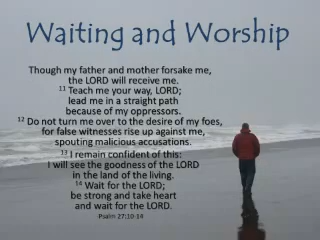 Waiting and Worship
Though my father and mother forsake me,
the LORD will receive me.
11 Teach me your way, LORD;
lead me in a straight path
because of my oppressors.
12 Do not turn me over to the desire of my foes,
for false witnesses rise up against me,
spouting malicious accusations.
13 I remain confident of this:
I will see the goodness of the LORD
in the land of the living.
14 Wait for the LORD;
be strong and take heart
and wait for the LORD.
Psalm 27:10-14